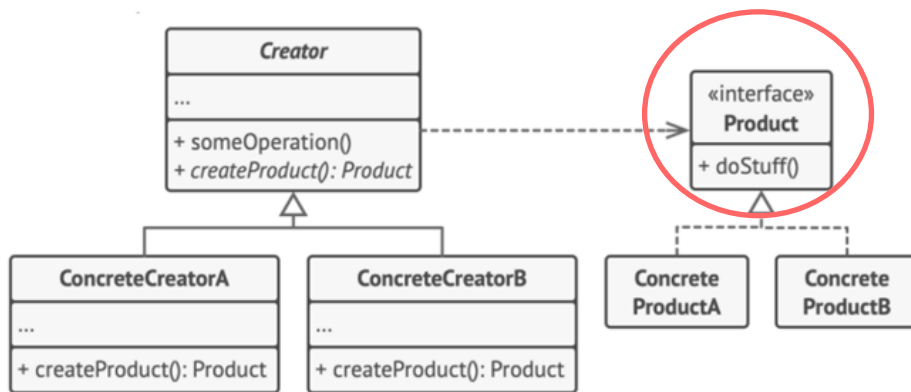 Creator
...
+ someOperation()
+ createProduct(): Product
«interface»
Product
+ doStuff()
ConcreteCreatorA
...
+ createProduct(): Product
ConcreteCreatorB
...
+ createProduct(): Product
Concrete
ProductA
Concrete
ProductB